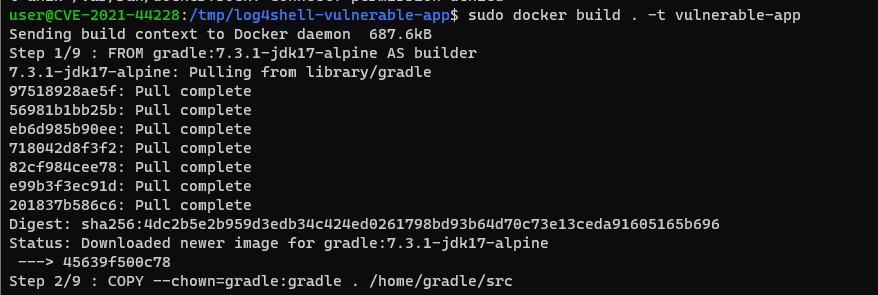 user@CVE-2021-44228:/tmp/log4shell-vulnerable-app$ sudo docker build . -t vulnerable-app
Sending build context to Docker daemon  687.6kB
Step 1/9 : FROM gradle:7.3.1-jdk17-alpine AS builder
7.3.1-jdk17-alpine: Pulling from library/gradle
97518928ae5f: Pull complete
56981b1bb25b: Pull complete
eb6d985b90ee: Pull complete
718042d8f3f2: Pull complete
82cf984cee78: Pull complete
e99b3f3ec91d: Pull complete
201837b586c6: Pull complete
Digest: sha256:4dc2b5e2b959d3edb34c424ed0261798bd93b64d70c73e13ceda91605165b696
Status: Downloaded newer image for gradle:7.3.1-jdk17-alpine
 ---> 45639f500c78
Step 2/9 : COPY --chown=gradle:gradle . /home/gradle/src